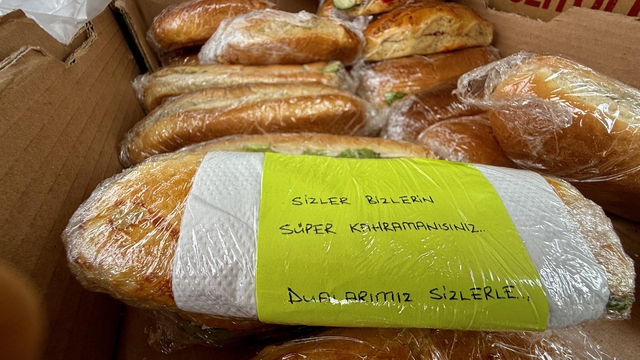 SİZLER BİZLERİN
SÜPER KAHRAMANISINIZ..
DUALARIMIZ SİZLERLE...